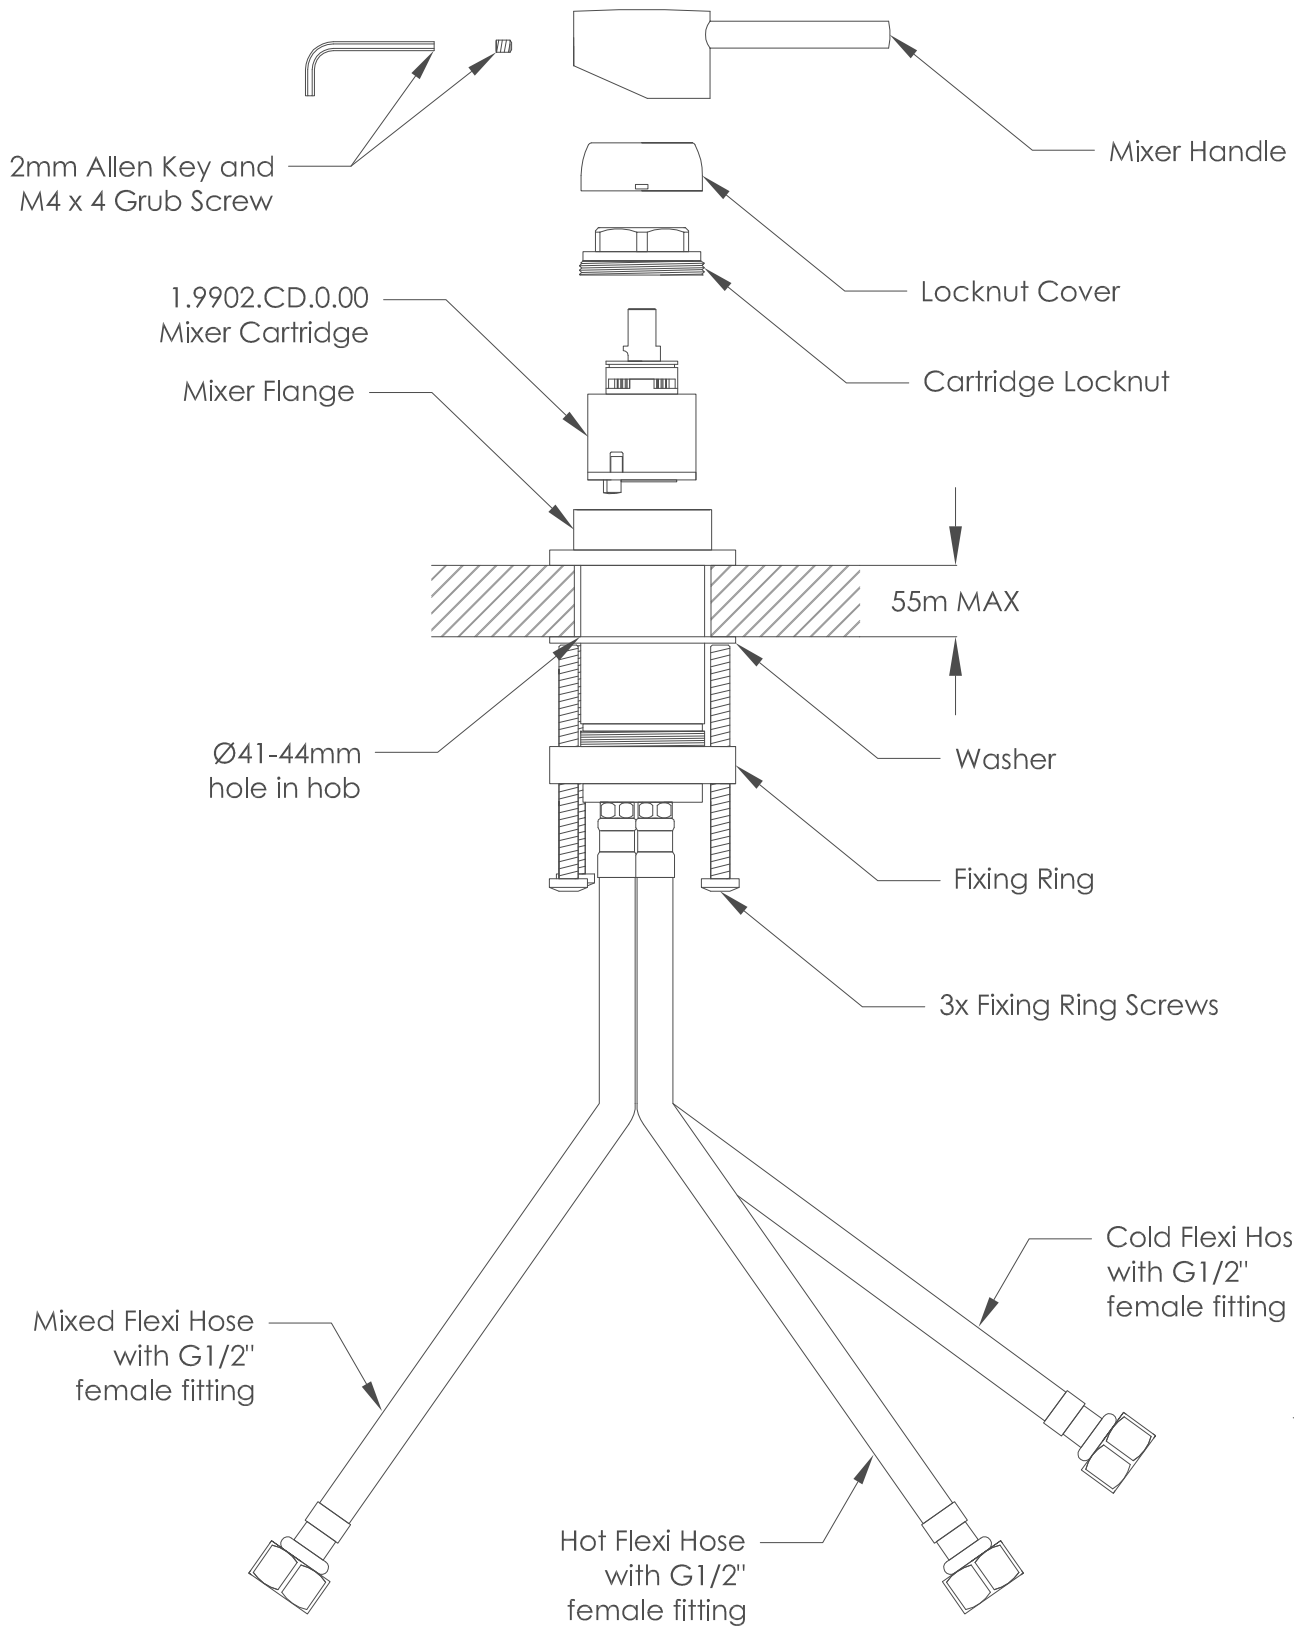 2mm Allen Key and
M4 x 4 Grub Screw
Mixer Handle
1.9902.CD.0.00
Mixer Cartridge
Locknut Cover
Mixer Flange
Cartridge Locknut
55m MAX
Ø41-44mm
hole in hob
Washer
Fixing Ring
3x Fixing Ring Screws
Cold Flexi Hos
with G1/2"
female fitting
Mixed Flexi Hose
with G1/2"
female fitting
Hot Flexi Hose
with G1/2"
female fitting